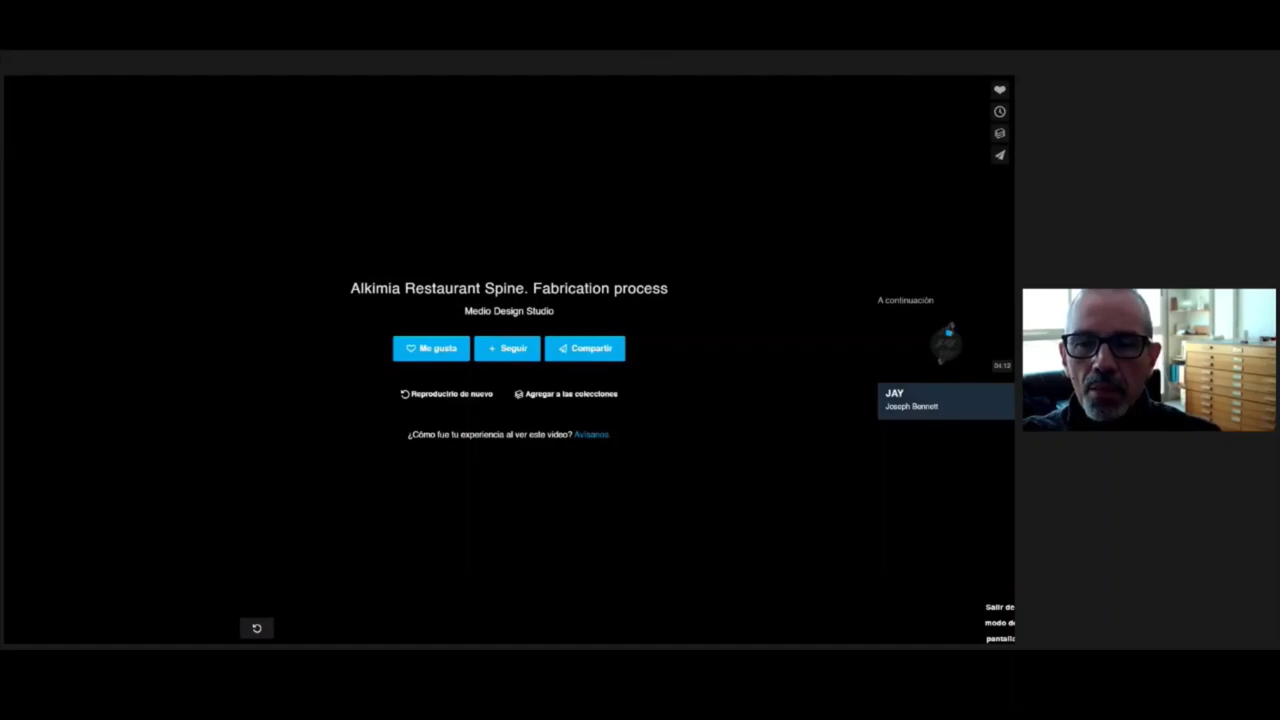 Alkimia Restaurant Spine. Fabrication process
Medio Design Studio
Me gusta
+ Seguir
Compartir
Reproducirlo de nuevo
Agregar a las colecciones
¿Cómo fue tu experiencia al ver este video? Avísanos.
A continuación
04:12
JAY
Joseph Bennett
Salir de
modo de
pantalla